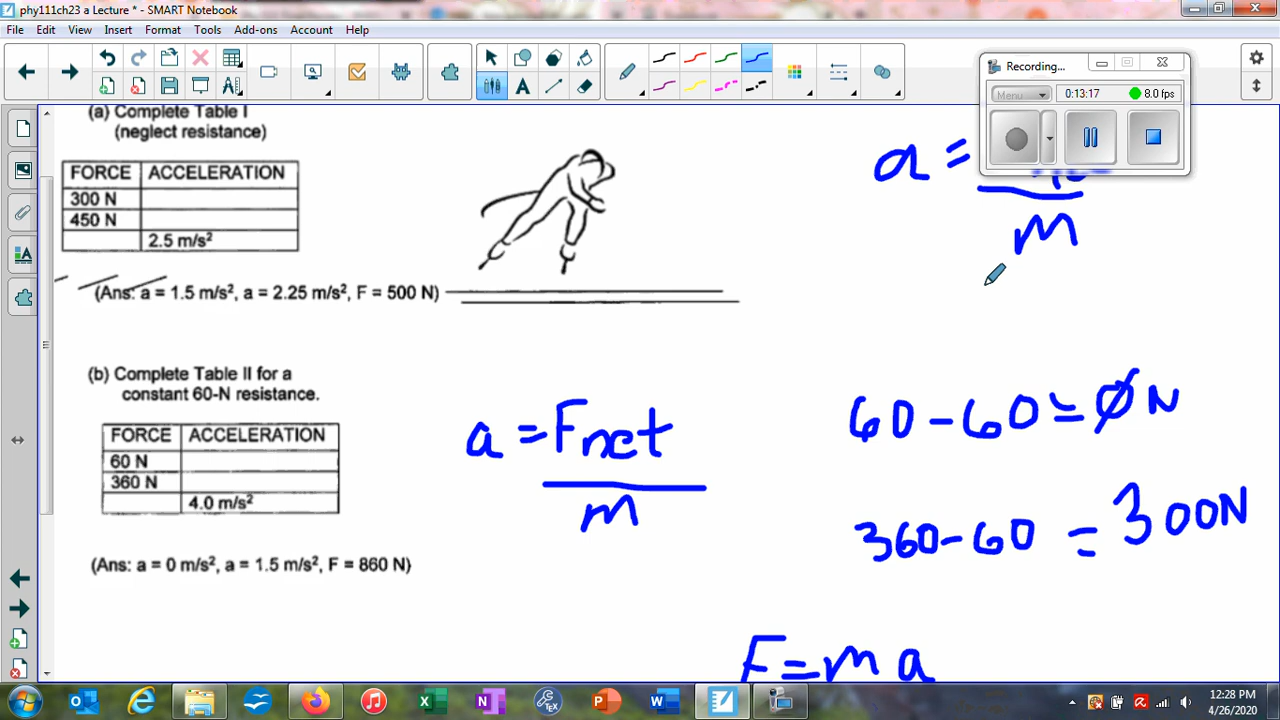 phy111ch23 a Lecture * - SMART Notebook
File Edit View Insert Format Tools Add-ons Account Help
Recording...
Menu 0:13:17 8.0 fps
(a) Complete Table I
(neglect resistance)
FORCE ACCELERATION
300 N
450 N
2.5 m/s²
(Ans: a = 1.5 m/s², a = 2.25 m/s², F = 500 N)
a =
m
(b) Complete Table II for a
constant 60-N resistance.
FORCE ACCELERATION
60 N
360 N
4.0 m/s²
(Ans: a = 0 m/s², a = 1.5 m/s², F = 860 N)
a = Fnet
m
60 - 60 = 0 N
360 - 60 = 300N
F = ma
12:28 PM
4/26/2020